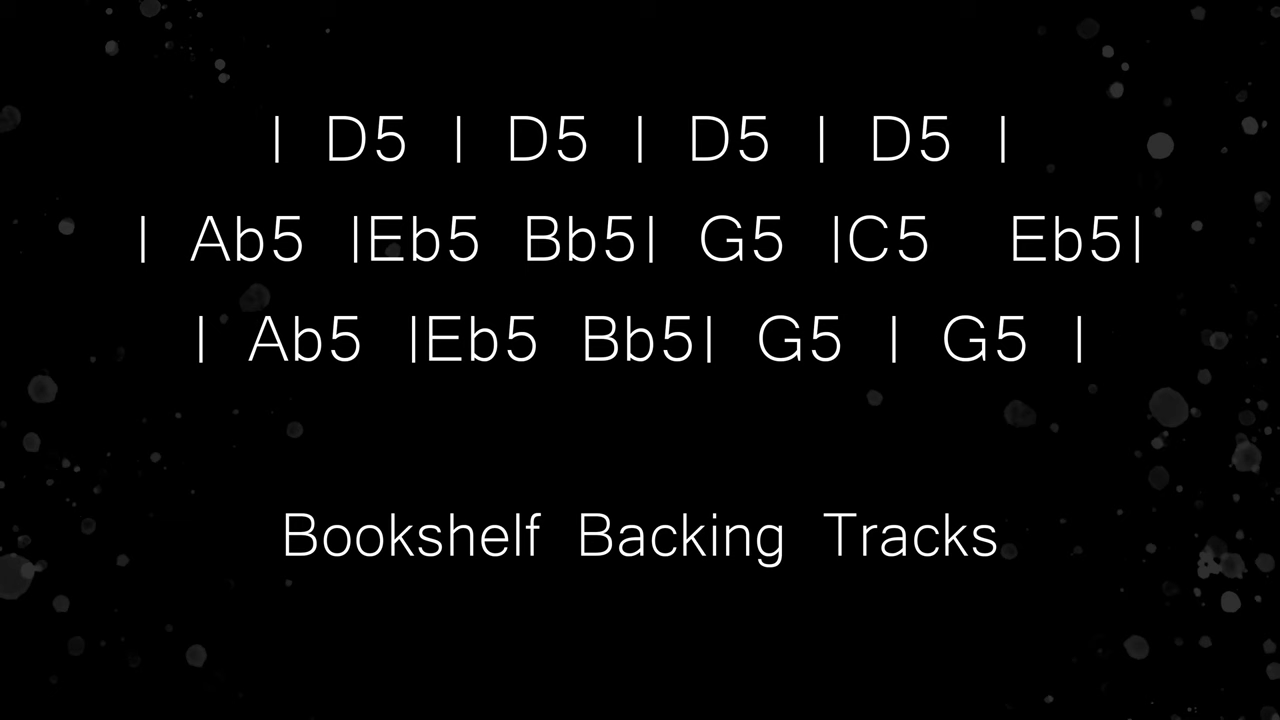 | D5 | D5 | D5 | D5 |
| Ab5 |Eb5 Bb5| G5 |C5 Eb5|
| Ab5 |Eb5 Bb5| G5 | G5 |
Bookshelf Backing Tracks